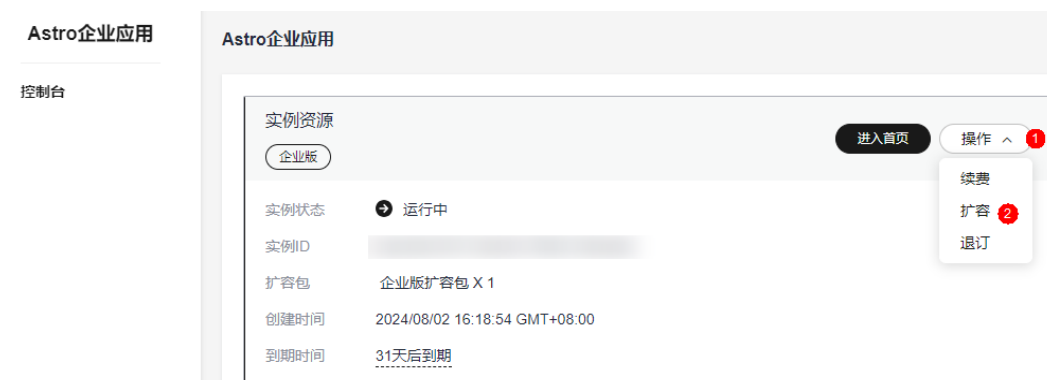 Astro企业应用
Astro企业应用
控制台
实例资源
企业版
进入首页
操作
1
续费
扩容
2
退订
实例状态
运行中
实例ID
扩容包
企业版扩容包 X 1
创建时间
2024/08/02 16:18:54 GMT+08:00
到期时间
31天后到期